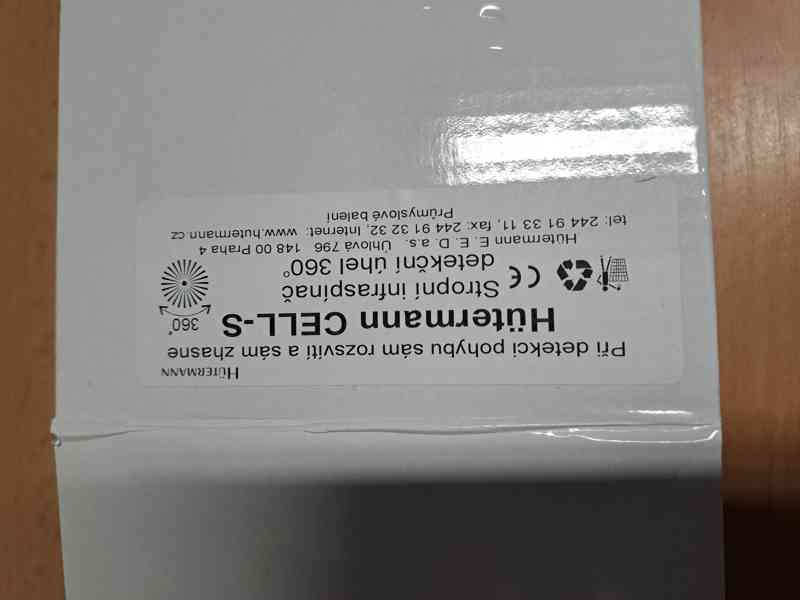 HÜTERMANN
Při detekci pohybu sám rozsvítí a sám zhasne
Hütermann CELL-S
360°
Stropní infraspínač
detekční úhel 360°
CE
Hütermann E. E. D. a.s. Úhlová 796 148 00 Praha 4
tel: 244 91 33 11, fax: 244 91 32 32, Internet: www.hutermann.cz
Průmyslové balení